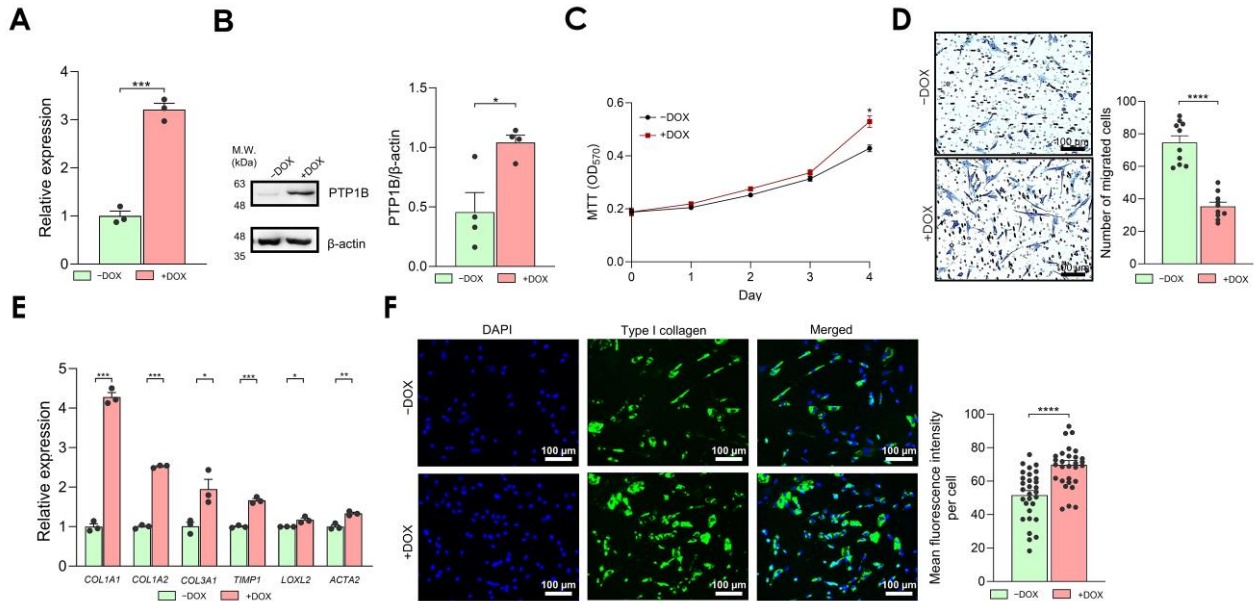 A
Relative expression
4
3
2
1
0
***
−DOX
+DOX
B
M.W.
(kDa)
−DOX
+DOX
63
48
PTP1B
48
35
β-actin
PTP1B/β-actin
1.5
1.0
0.5
0.0
*
−DOX
+DOX
C
MTT (OD570)
0.6
0.4
0.2
0.0
−DOX
+DOX
*
0
1
2
3
4
Day
D
−DOX
100 µm
+DOX
100 µm
Number of migrated cells
100
80
60
40
20
0
****
−DOX
+DOX
E
Relative expression
5
4
3
2
1
0
***
***
*
***
*
**
COL1A1
COL1A2
COL3A1
TIMP1
LOXL2
ACTA2
−DOX
+DOX
F
DAPI
Type I collagen
Merged
−DOX
100 µm
100 µm
100 µm
+DOX
100 µm
100 µm
100 µm
Mean fluorescence intensity
per cell
100
80
60
40
20
0
****
−DOX
+DOX